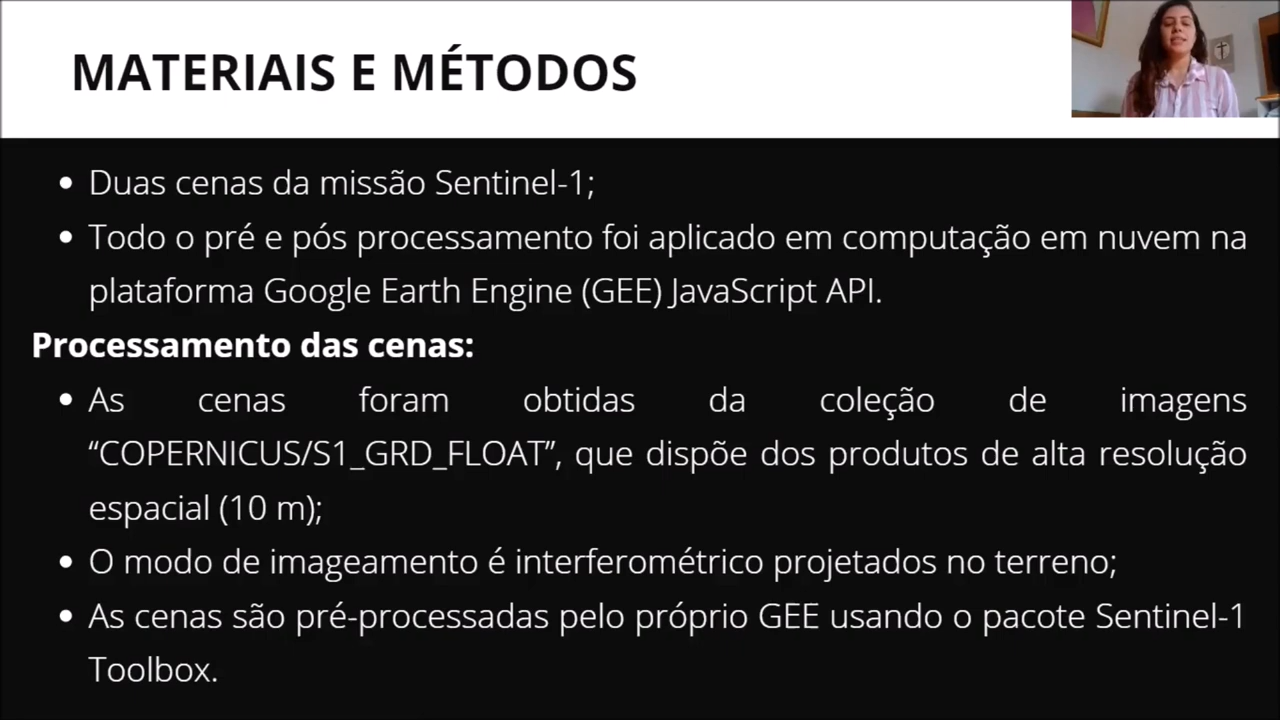 MATERIAIS E MÉTODOS
• Duas cenas da missão Sentinel-1;
• Todo o pré e pós processamento foi aplicado em computação em nuvem na
plataforma Google Earth Engine (GEE) JavaScript API.
Processamento das cenas:
• As cenas foram obtidas da coleção de imagens
“COPERNICUS/S1_GRD_FLOAT”, que dispõe dos produtos de alta resolução
espacial (10 m);
• O modo de imageamento é interferométrico projetados no terreno;
• As cenas são pré-processadas pelo próprio GEE usando o pacote Sentinel-1
Toolbox.